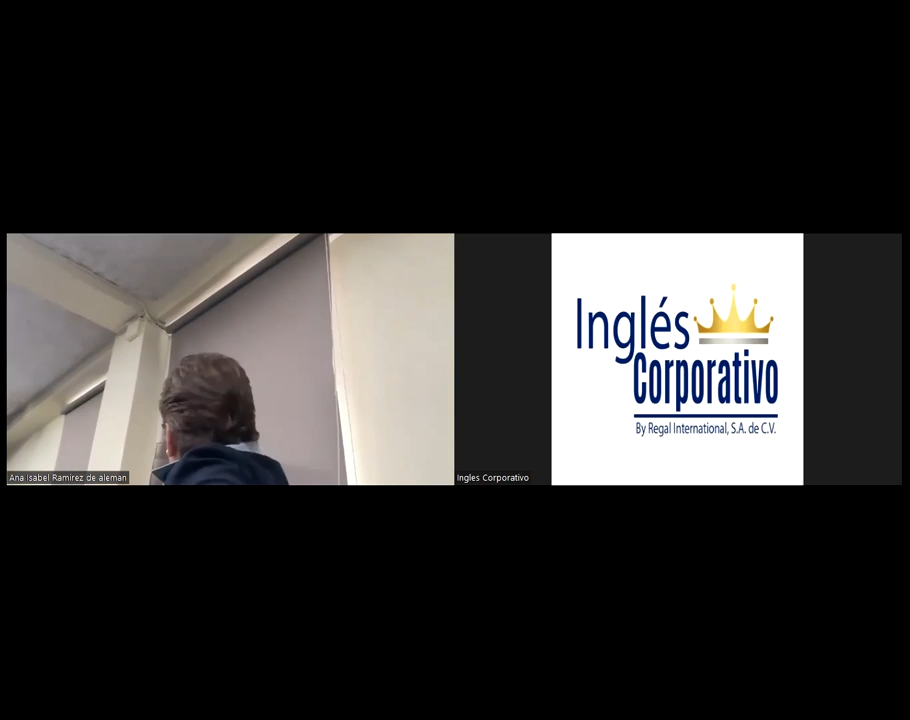 Ana Isabel Ramirez de aleman
Inglés
Corporativo
By Regal International, S.A. de C.V.
Ingles Corporativo